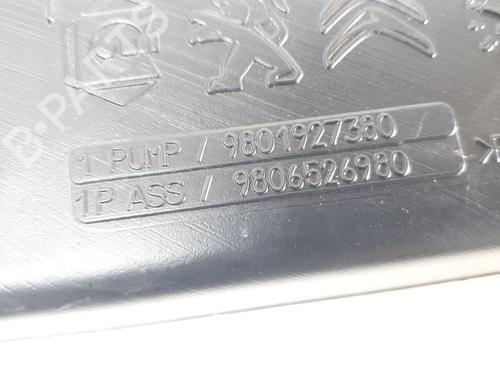 B-PARTS
1 PUMP / 9801927380
1P ASS / 9806526980